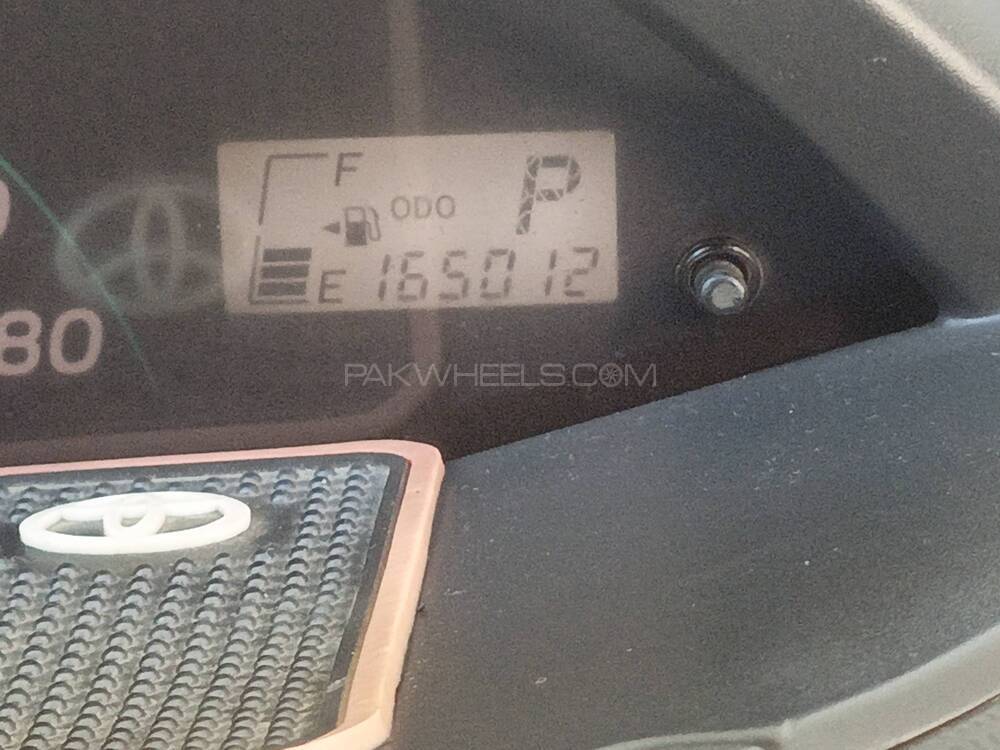 F
P
ODO
E 165012
80
PAKWHEELS.COM